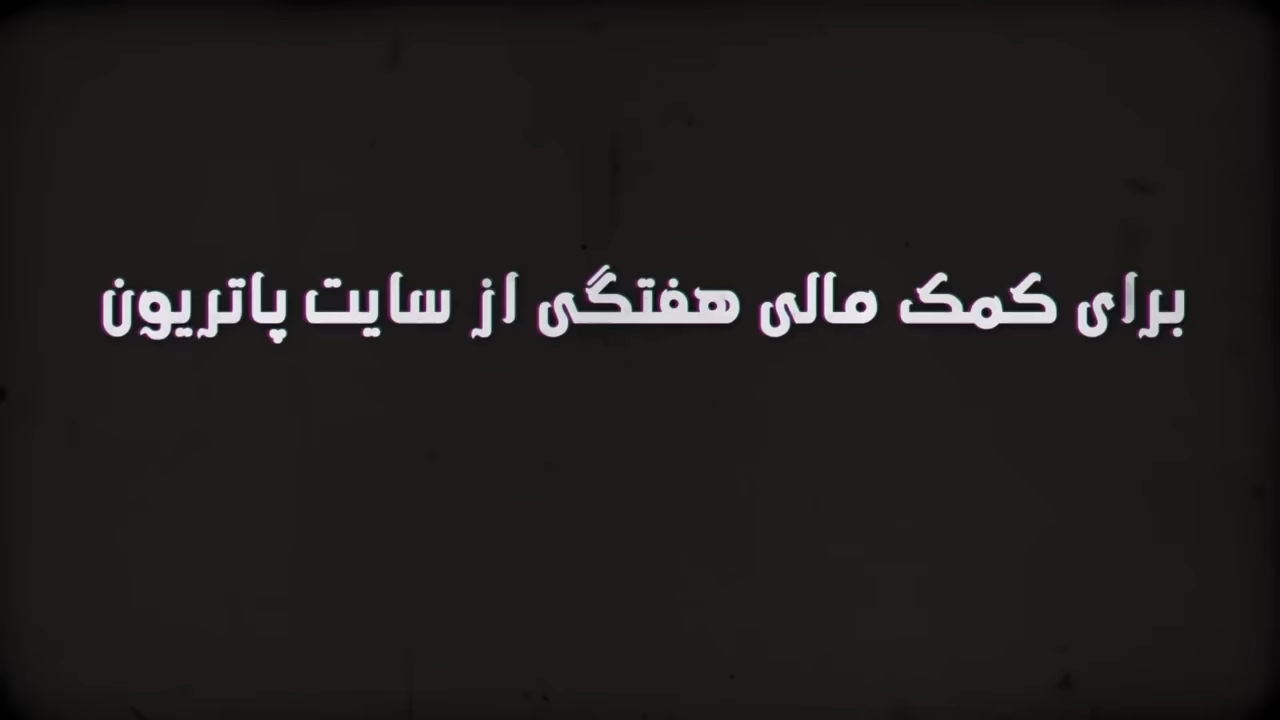 برای کمک مالی هفتگی از سایت پاتریون